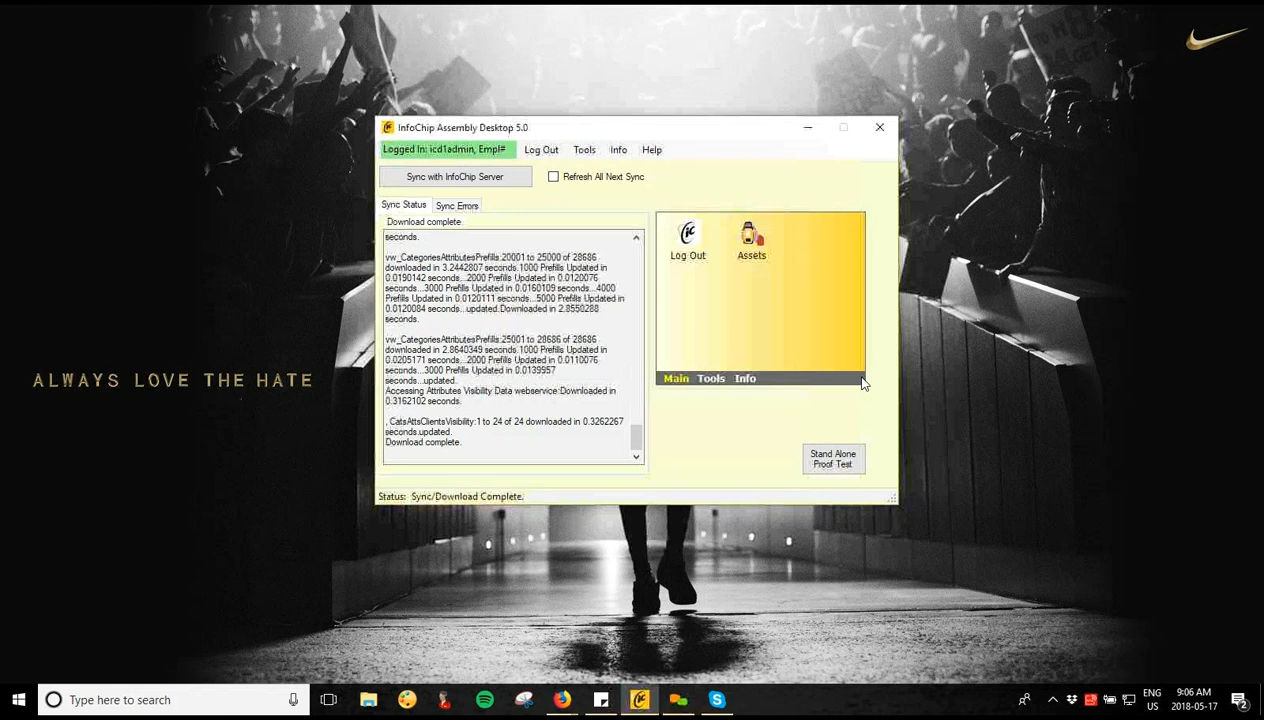 InfoChip Assembly Desktop 5.0
Logged In: icd1admin, Empl#
Log Out
Tools
Info
Help
Sync with InfoChip Server
Refresh All Next Sync
Sync Status
Sync Errors
Download complete.
seconds.
vw_CategoriesAttributesPrefills:20001 to 25000 of 28686
downloaded in 3.2442807 seconds.1000 Prefills Updated in
0.0190142 seconds...2000 Prefills Updated in 0.0120076
seconds...3000 Prefills Updated in 0.0160109 seconds...4000
Prefills Updated in 0.0120111 seconds...5000 Prefills Updated in
0.0120084 seconds...updated.Downloaded in 2.8550288
seconds.
vw_CategoriesAttributesPrefills:25001 to 28686 of 28686
downloaded in 2.8640349 seconds.1000 Prefills Updated in
0.0205171 seconds...2000 Prefills Updated in 0.0110076
seconds...3000 Prefills Updated in 0.0139957
seconds...updated.
Accessing Attributes Visibility Data webservice:Downloaded in
0.3162102 seconds.
, CatsAttsClientsVisibility:1 to 24 of 24 downloaded in 0.3262267
seconds.updated.
Download complete.
Log Out
Assets
Main Tools Info
Stand Alone
Proof Test
Status: Sync/Download Complete.
ALWAYS LOVE THE HATE
Type here to search
ENG
US
9:06 AM
2018-05-17
2